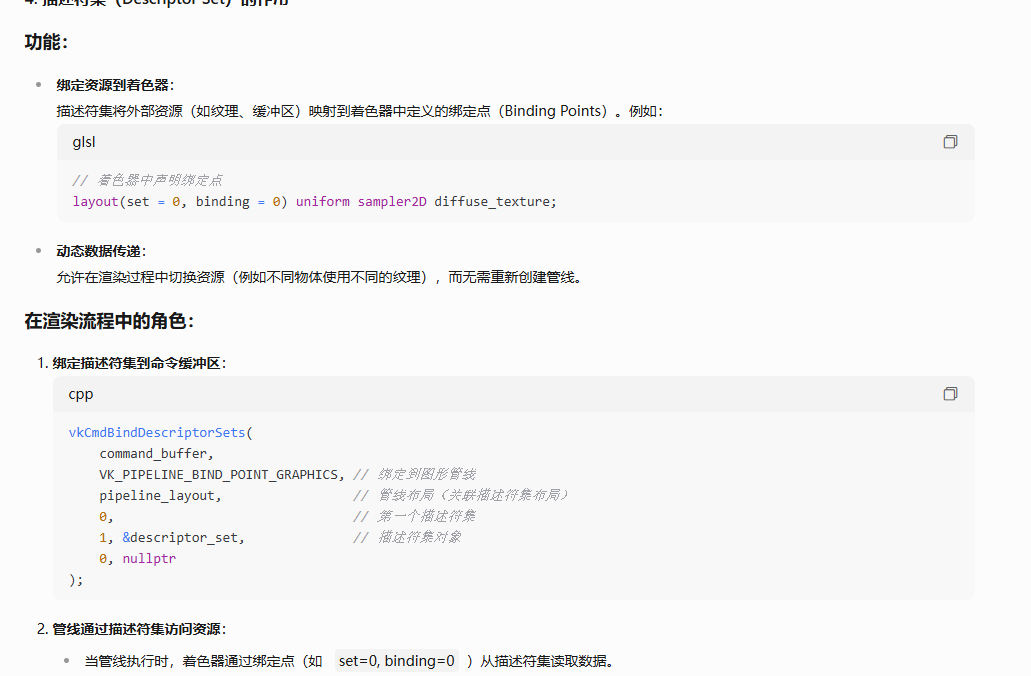 4. 描述符集（Descriptor Set）的作用
功能：
绑定资源到着色器：
描述符集将外部资源（如纹理、缓冲区）映射到着色器中定义的绑定点（Binding Points）。例如：
glsl
// 着色器中声明绑定点
layout(set = 0, binding = 0) uniform sampler2D diffuse_texture;
动态数据传递：
允许在渲染过程中切换资源（例如不同物体使用不同的纹理），而无需重新创建管线。
在渲染流程中的角色：
1. 绑定描述符集到命令缓冲区：
cpp
vkCmdBindDescriptorSets(
command_buffer,
VK_PIPELINE_BIND_POINT_GRAPHICS, // 绑定到图形管线
pipeline_layout, // 管线布局（关联描述符集布局）
0, // 第一个描述符集
1, &descriptor_set, // 描述符集对象
0, nullptr
);
2. 管线通过描述符集访问资源：
当管线执行时，着色器通过绑定点（如 set=0, binding=0 ）从描述符集读取数据。